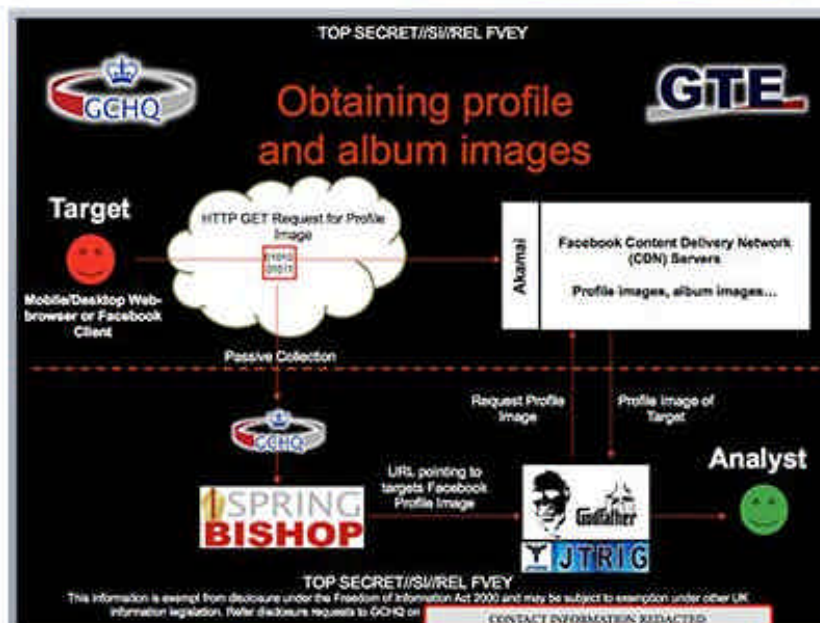 TOP SECRET//SI//REL FVEY
GCHQ
GTE
Obtaining profile
and album images
Target
HTTP GET Request for Profile
Image
Mobile/Desktop Web-
browser or Facebook
Client
Akamai
Facebook Content Delivery Network
(CDN) Servers
Profile images, album images...
Passive Collection
GCHQ
SPRING
BISHOP
URL pointing to
targets Facebook
Profile Image
Request Profile
Image
Profile Image of
Target
Godfather
JTRIG
Analyst
TOP SECRET//SI//REL FVEY
This information is exempt from disclosure under the Freedom of Information Act 2000 and may be subject to exemption under other UK
information legislation. Refer disclosure requests to GCHQ on
CONTACT INFORMATION REDACTED